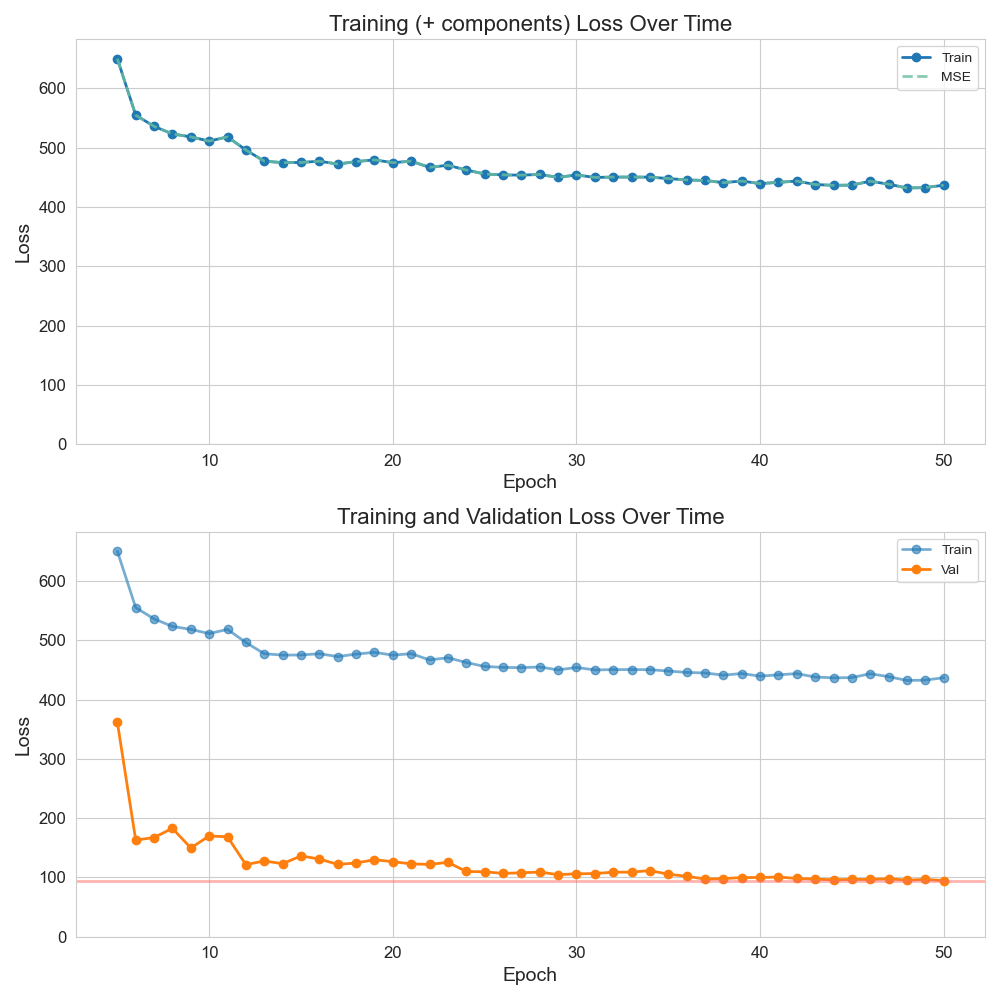 Training (+ components) Loss Over Time
Train
MSE
600
500
400
300
200
100
0
Loss
10 20 30 40 50
Epoch
Training and Validation Loss Over Time
Train
Val
600
500
400
300
200
100
0
Loss
10 20 30 40 50
Epoch